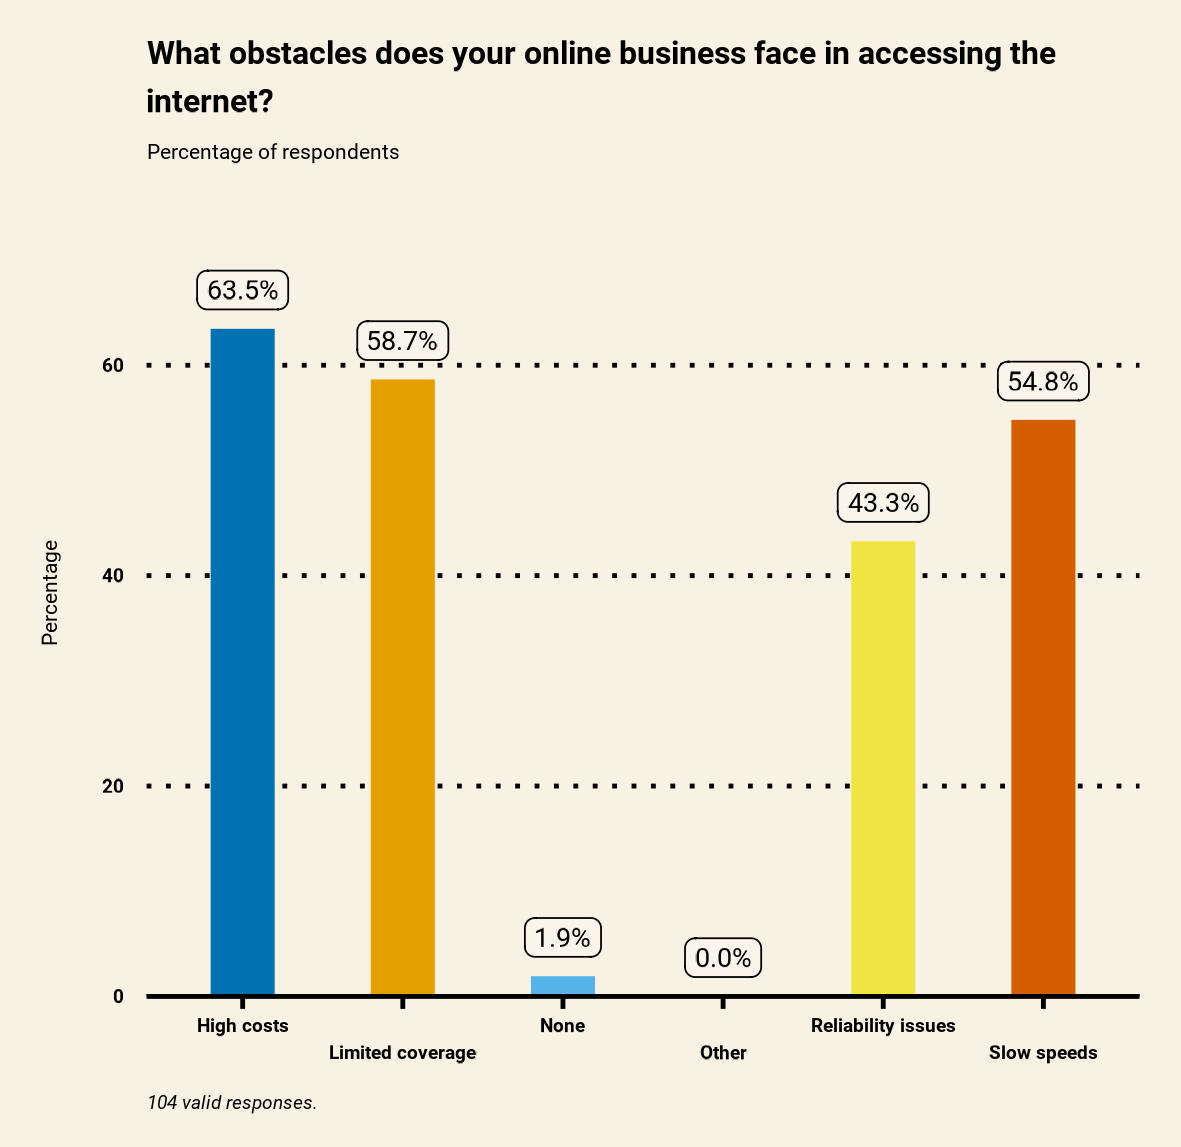 What obstacles does your online business face in accessing the
internet?
Percentage of respondents
63.5%
58.7%
60
54.8%
43.3%
40
Percentage
20
1.9%
0.0%
0
High costs
None
Reliability issues
Limited coverage
Other
Slow speeds
104 valid responses.